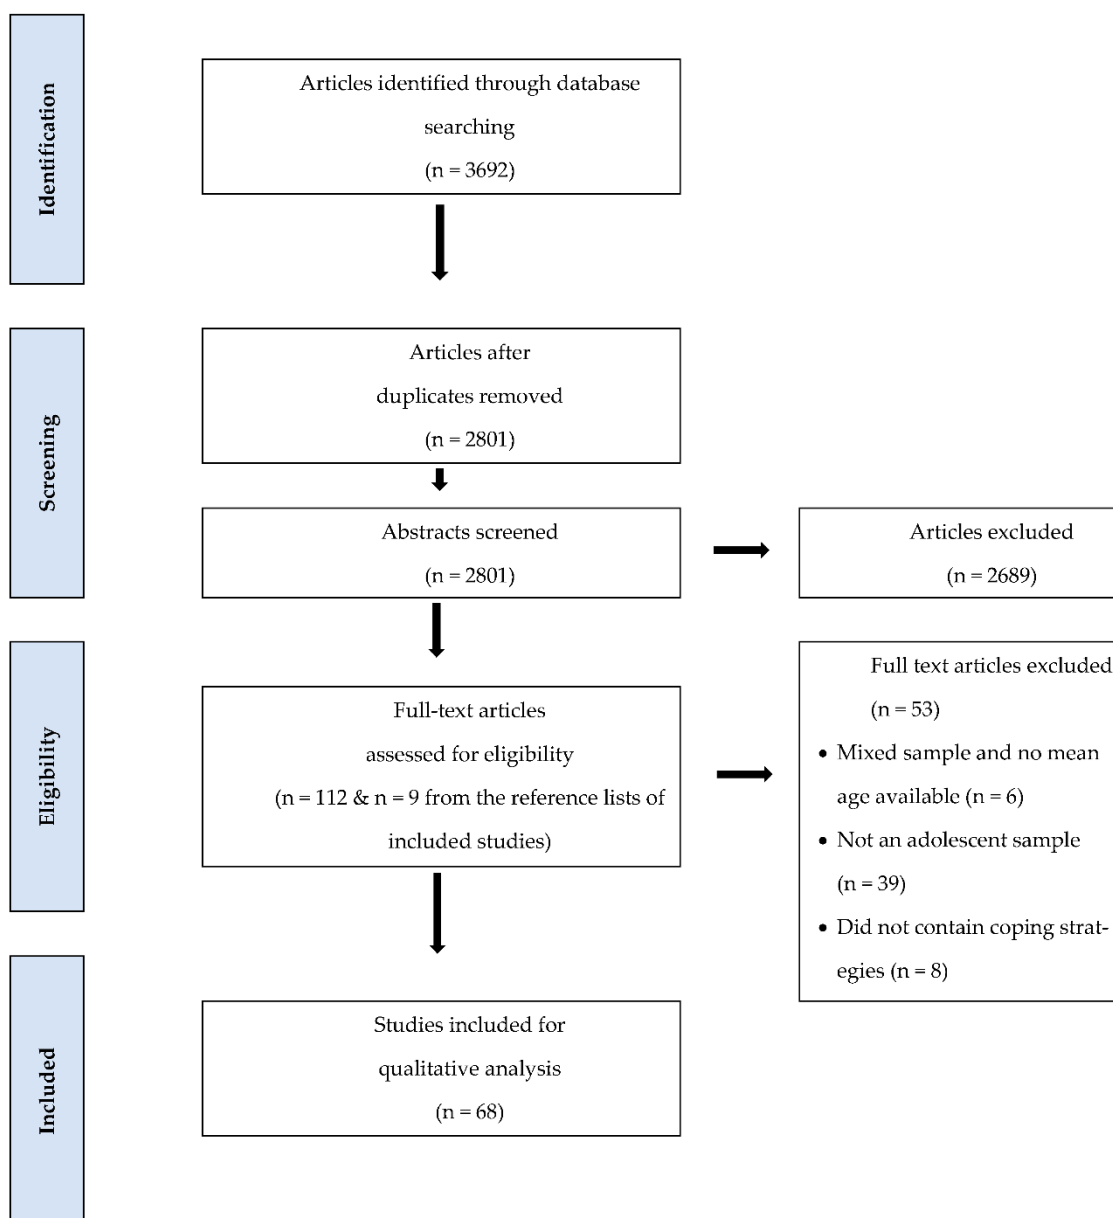 Identification
Articles identified through database
searching
(n = 3692)
Screening
Articles after
duplicates removed
(n = 2801)
Abstracts screened
(n = 2801)
Articles excluded
(n = 2689)
Eligibility
Full-text articles
assessed for eligibility
(n = 112 & n = 9 from the reference lists of
included studies)
Full text articles excluded
(n = 53)
• Mixed sample and no mean
age available (n = 6)
• Not an adolescent sample
(n = 39)
• Did not contain coping strat-
egies (n = 8)
Included
Studies included for
qualitative analysis
(n = 68)